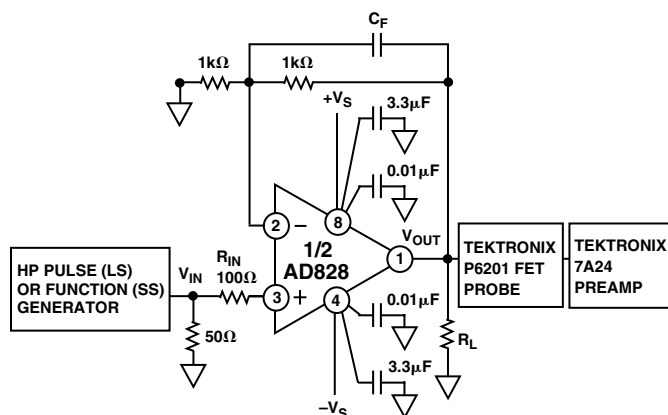 C_F
1kΩ
1kΩ
+V_S
3.3μF
0.01μF
2
–
8
1/2
AD828
1
V_OUT
HP PULSE (LS)
OR FUNCTION (SS)
GENERATOR
V_IN
R_IN
100Ω
3
+
4
50Ω
0.01μF
3.3μF
–V_S
R_L
TEKTRONIX
P6201 FET
PROBE
TEKTRONIX
7A24
PREAMP